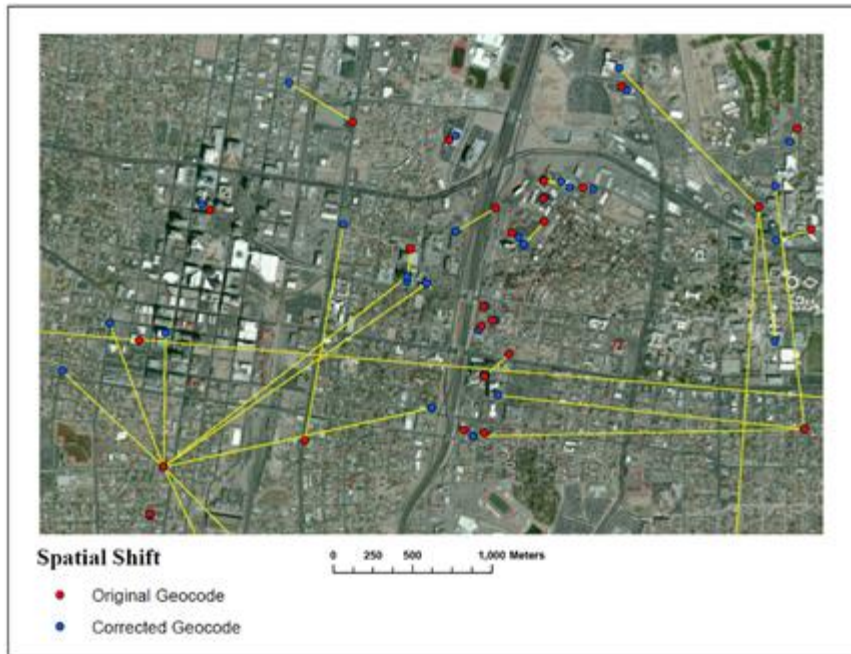 Spatial Shift
0 250 500 1,000 Meters
Original Geocode
Corrected Geocode